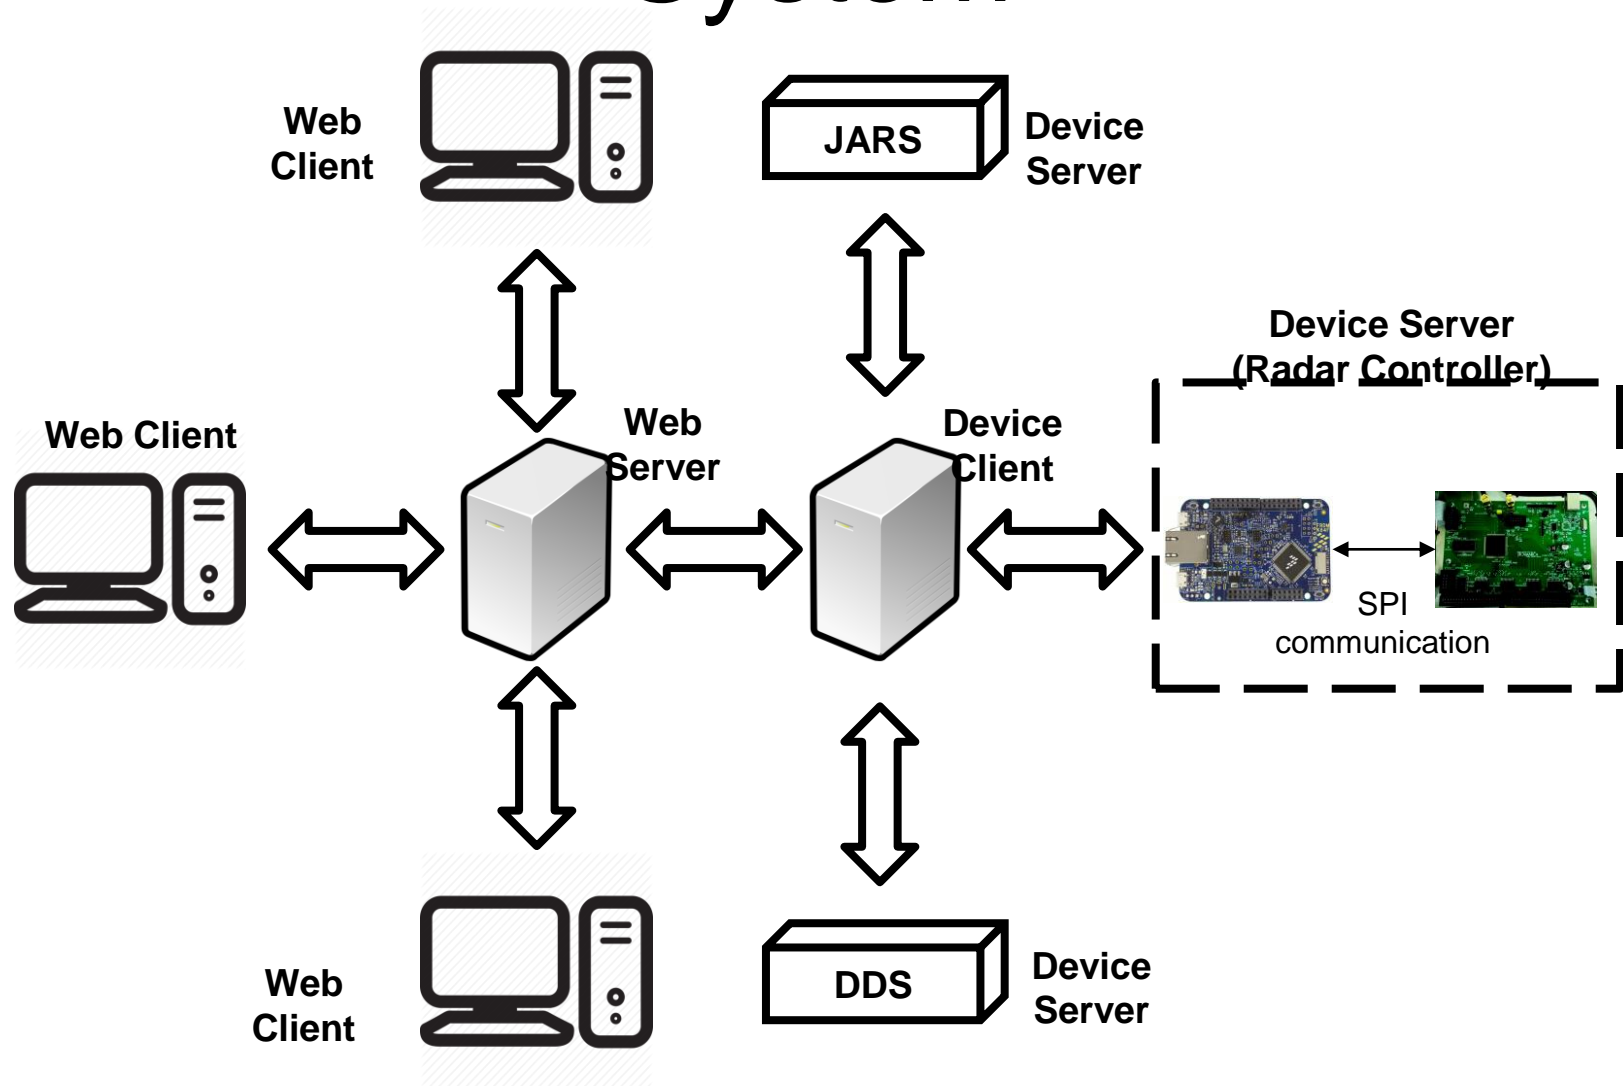 System
Web
Client
JARS
Device
Server
Device Server
(Radar Controller)
Web Client
Web
Server
Device
Client
SPI
communication
Web
Client
DDS
Device
Server